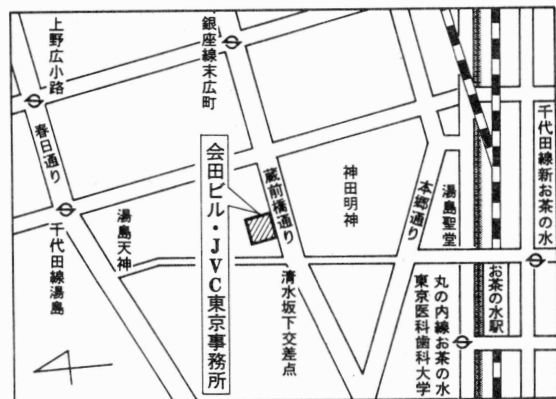 上野広小路
銀座線末広町
春日通り
千代田線湯島
湯島天神
会田ビル・JVC東京事務所
蔵前橋通り
清水坂下交差点
神田明神
本郷通り
湯島聖堂
千代田線新お茶の水
お茶の水駅
丸の内線お茶の水
東京医科歯科大学